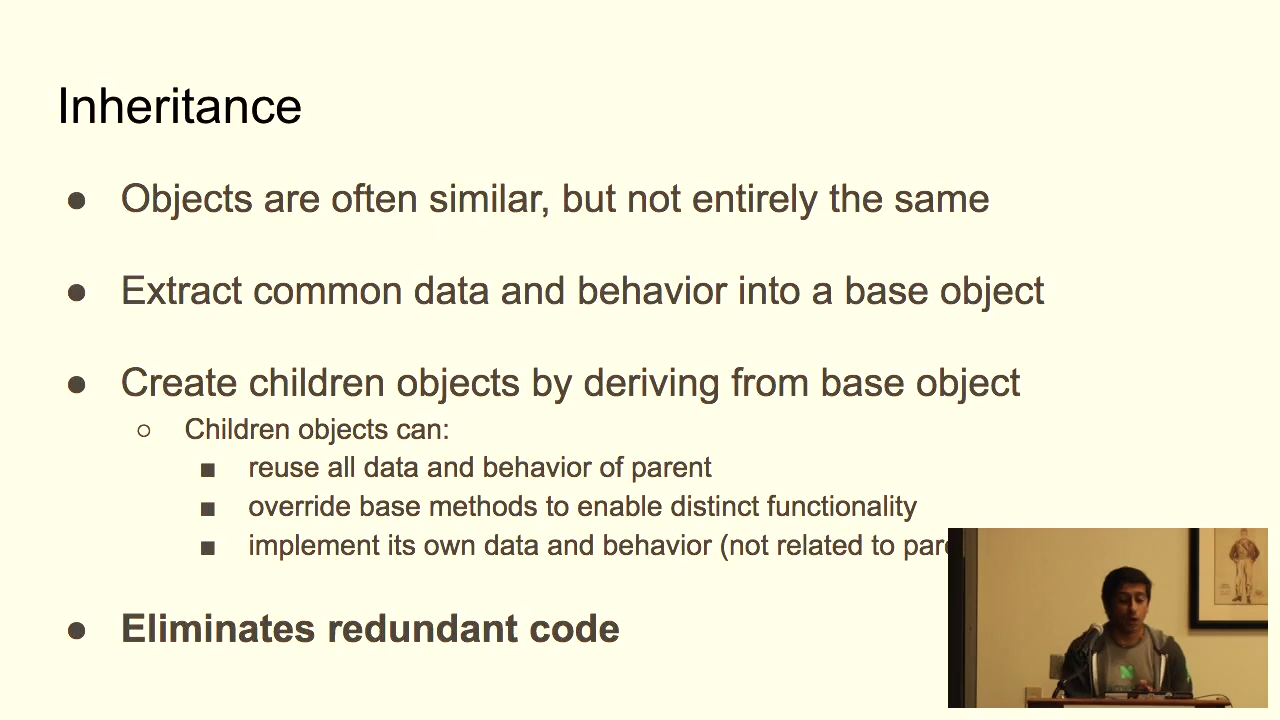 Inheritance
● Objects are often similar, but not entirely the same
● Extract common data and behavior into a base object
● Create children objects by deriving from base object
○ Children objects can:
■ reuse all data and behavior of parent
■ override base methods to enable distinct functionality
■ implement its own data and behavior (not related to
● Eliminates redundant code